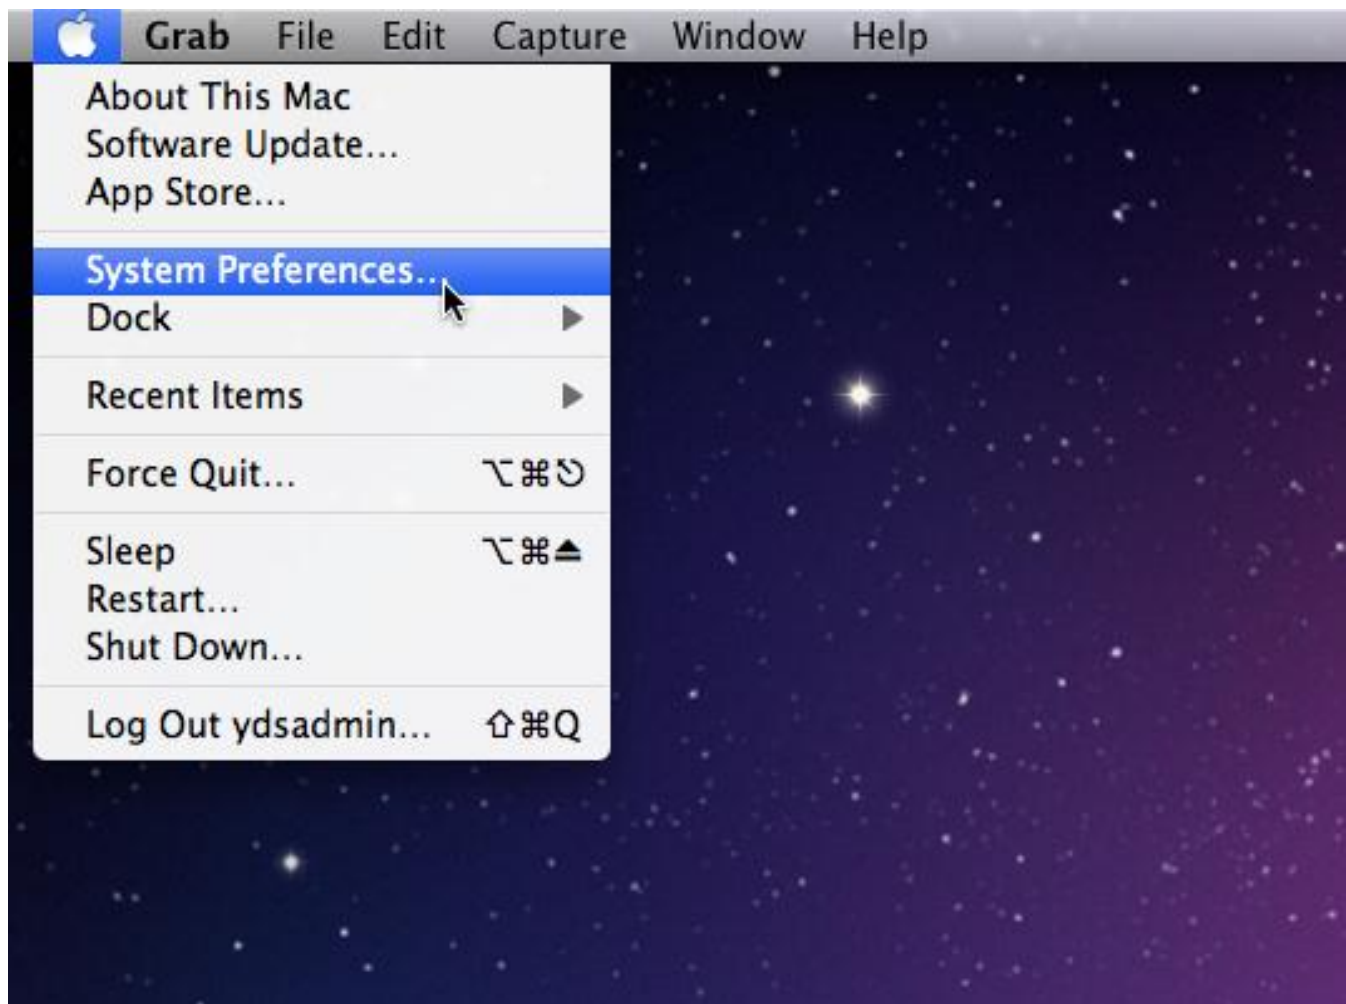 Grab File Edit Capture Window Help
About This Mac
Software Update...
App Store...
System Preferences...
Dock ▶
Recent Items ▶
Force Quit... ⌥⌘⎋
Sleep ⌥⌘⏏
Restart...
Shut Down...
Log Out ydsadmin... ⇧⌘Q